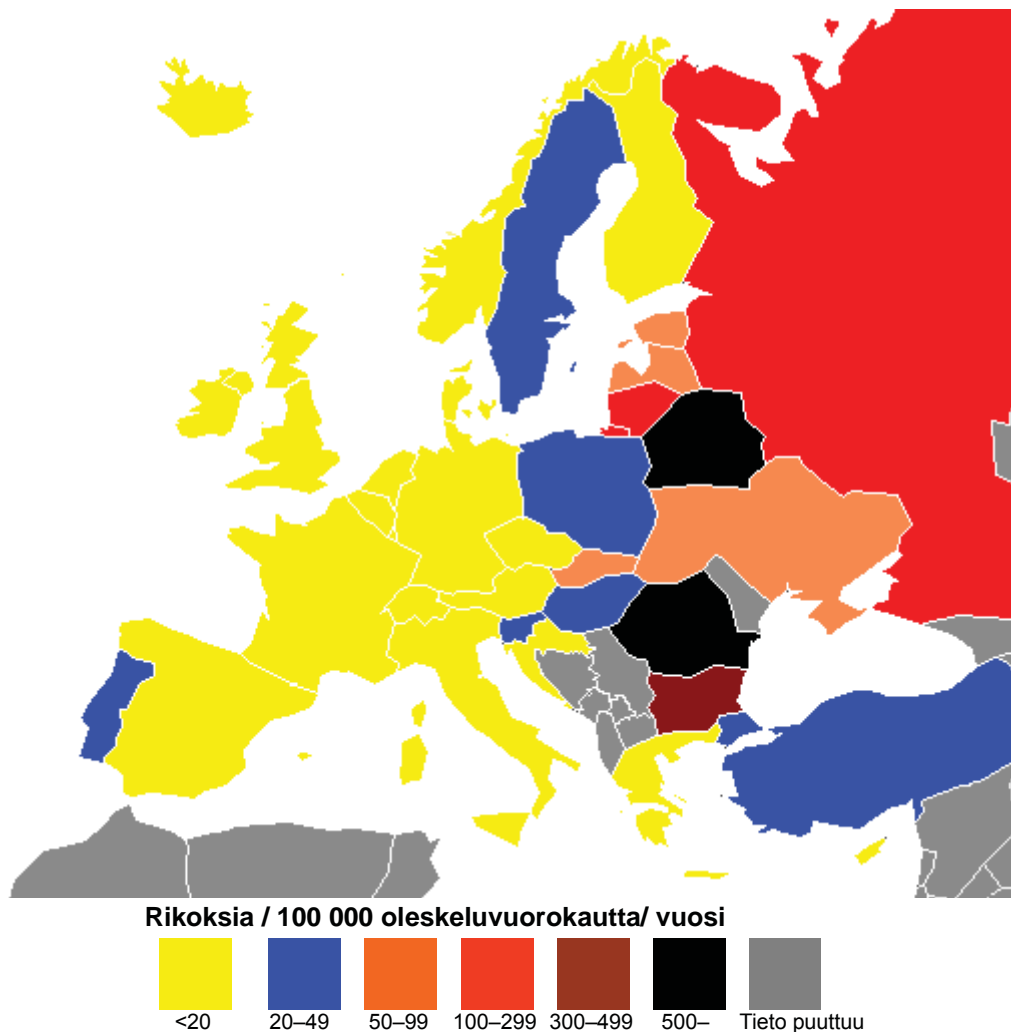 Rikoksia / 100 000 oleskeluvuorokautta/ vuosi
<20 20–49 50–99 100–299 300–499 500– Tieto puuttuu